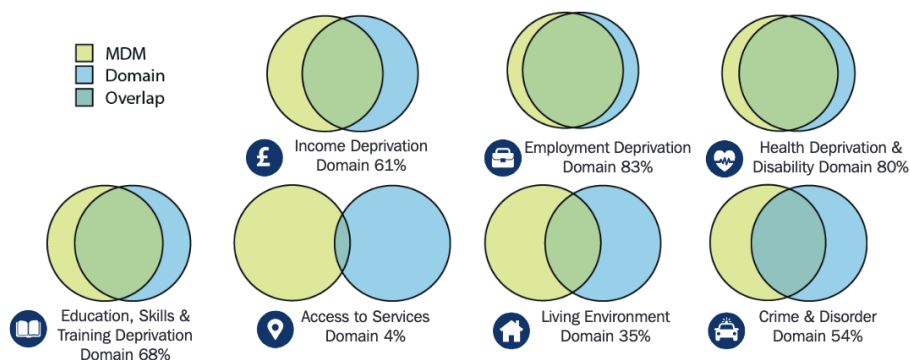 MDM
Domain
Overlap
£
Income Deprivation
Domain 61%
Employment Deprivation
Domain 83%
Health Deprivation &
Disability Domain 80%
Education, Skills &
Training Deprivation
Domain 68%
Access to Services
Domain 4%
Living Environment
Domain 35%
Crime & Disorder
Domain 54%